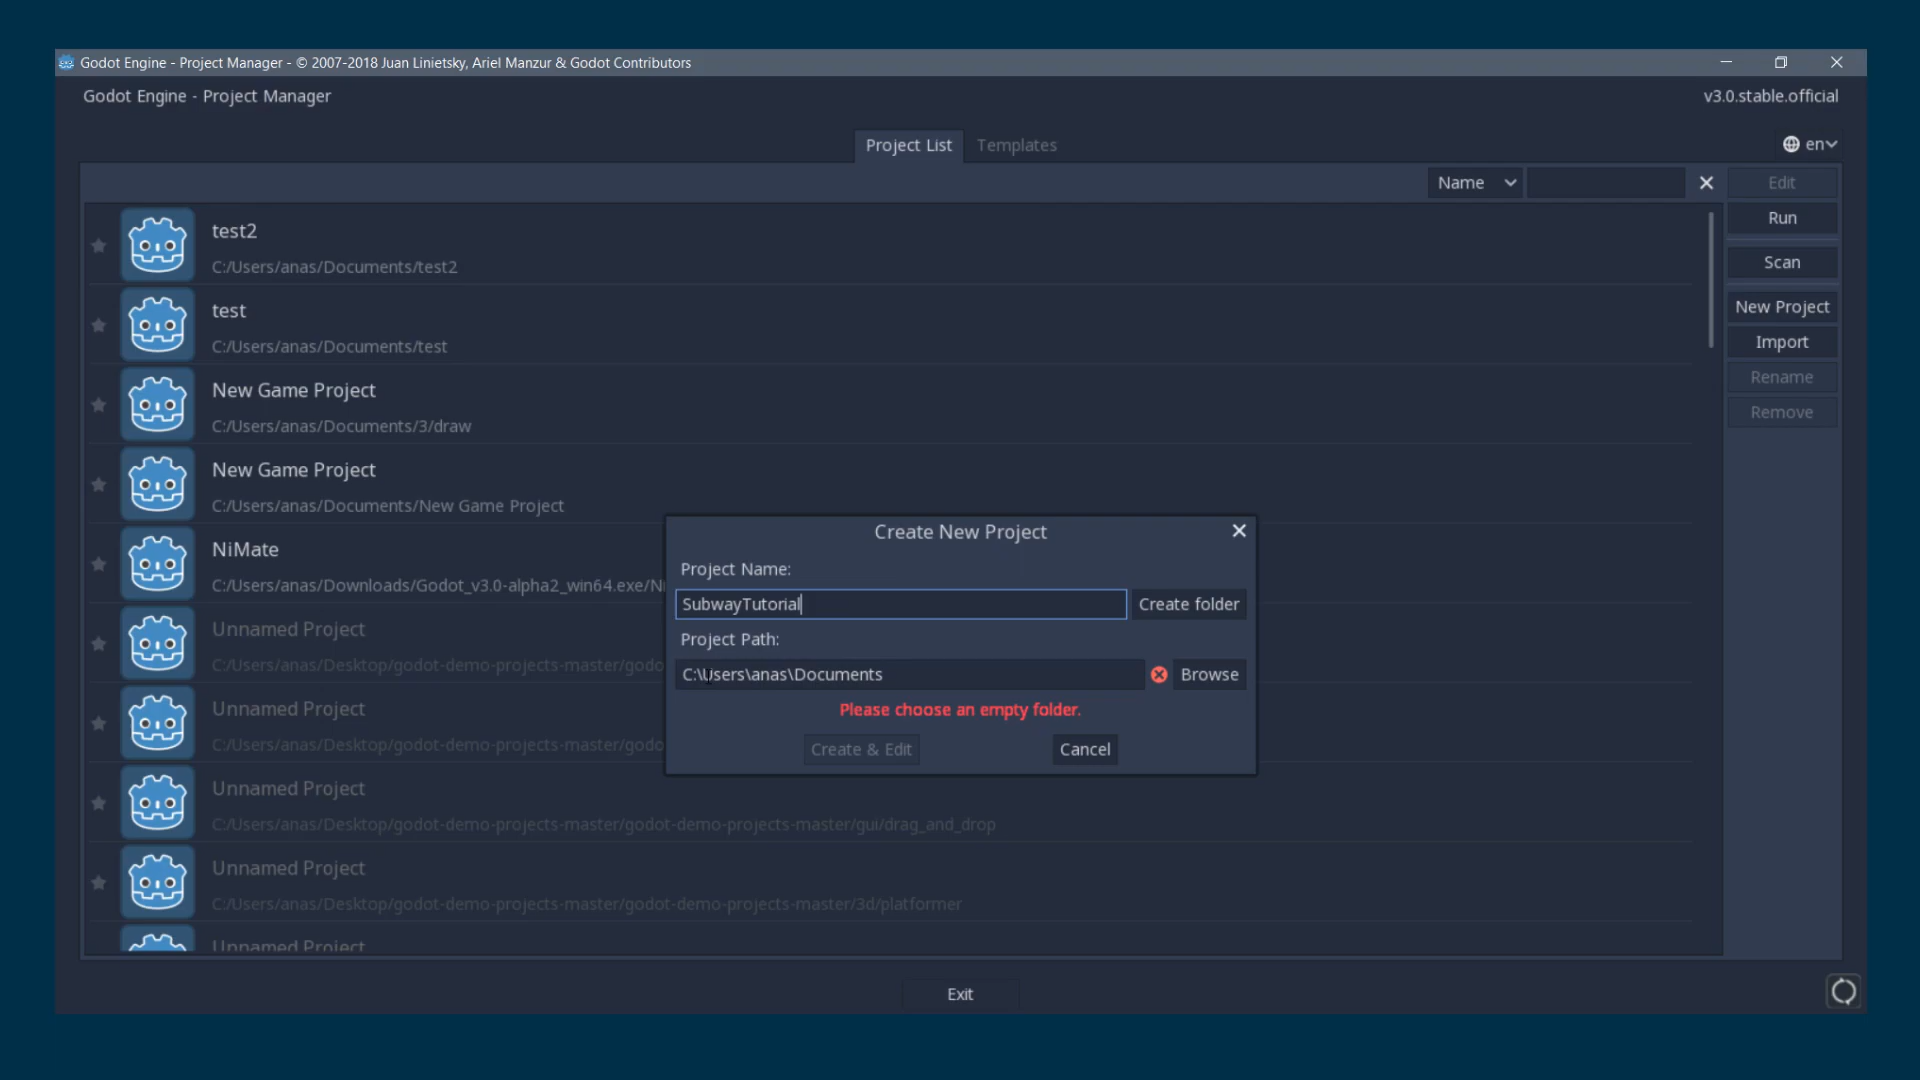 Godot Engine - Project Manager - © 2007-2018 Juan Linietsky, Ariel Manzur & Godot Contributors
Godot Engine - Project Manager
v3.0.stable.official
Project List
Templates
en
Name
Edit
Run
Scan
New Project
Import
Rename
Remove
test2
C:/Users/anas/Documents/test2
test
C:/Users/anas/Documents/test
New Game Project
C:/Users/anas/Documents/3/draw
New Game Project
C:/Users/anas/Documents/New Game Project
NiMate
C:/Users/anas/Downloads/Godot_v3.0-alpha2_win64.exe/Ni
Unnamed Project
C:/Users/anas/Desktop/godot-demo-projects-master/godo
Unnamed Project
C:/Users/anas/Desktop/godot-demo-projects-master/godo
Unnamed Project
C:/Users/anas/Desktop/godot-demo-projects-master/godot-demo-projects-master/gui/drag_and_drop
Unnamed Project
C:/Users/anas/Desktop/godot-demo-projects-master/godot-demo-projects-master/3d/platformer
Unnamed Project
Create New Project
Project Name:
SubwayTutorial
Create folder
Project Path:
C:\Users\anas\Documents
Browse
Please choose an empty folder.
Create & Edit
Cancel
Exit